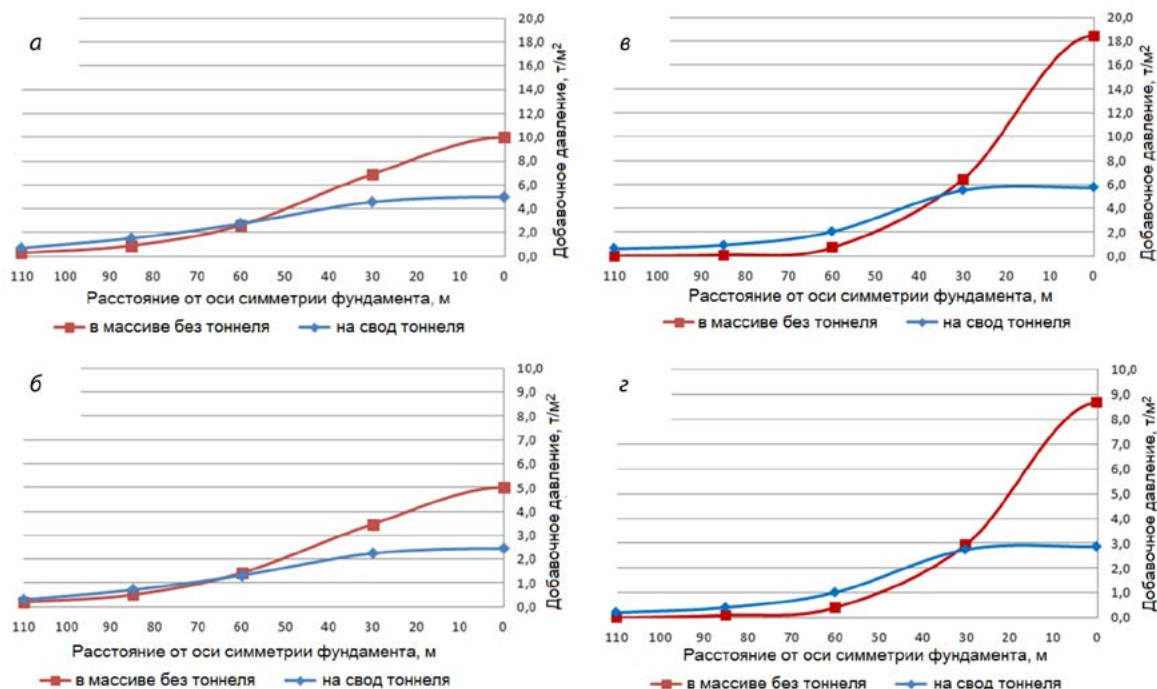 а
20,0
18,0
16,0
14,0
12,0
10,0
8,0
6,0
4,0
2,0
0,0
Добавочное давление, т/м²
110 100 90 80 70 60 50 40 30 20 10 0
Расстояние от оси симметрии фундамента, м
в массиве без тоннеля на свод тоннеля
в
20,0
18,0
16,0
14,0
12,0
10,0
8,0
6,0
4,0
2,0
0,0
Добавочное давление, т/м²
110 100 90 80 70 60 50 40 30 20 10 0
Расстояние от оси симметрии фундамента, м
в массиве без тоннеля на свод тоннеля
б
10,0
9,0
8,0
7,0
6,0
5,0
4,0
3,0
2,0
1,0
0,0
Добавочное давление, т/м²
110 100 90 80 70 60 50 40 30 20 10 0
Расстояние от оси симметрии фундамента, м
в массиве без тоннеля на свод тоннеля
г
10,0
9,0
8,0
7,0
6,0
5,0
4,0
3,0
2,0
1,0
0,0
Добавочное давление, т/м²
110 100 90 80 70 60 50 40 30 20 10 0
Расстояние от оси симметрии фундамента, м
в массиве без тоннеля на свод тоннеля